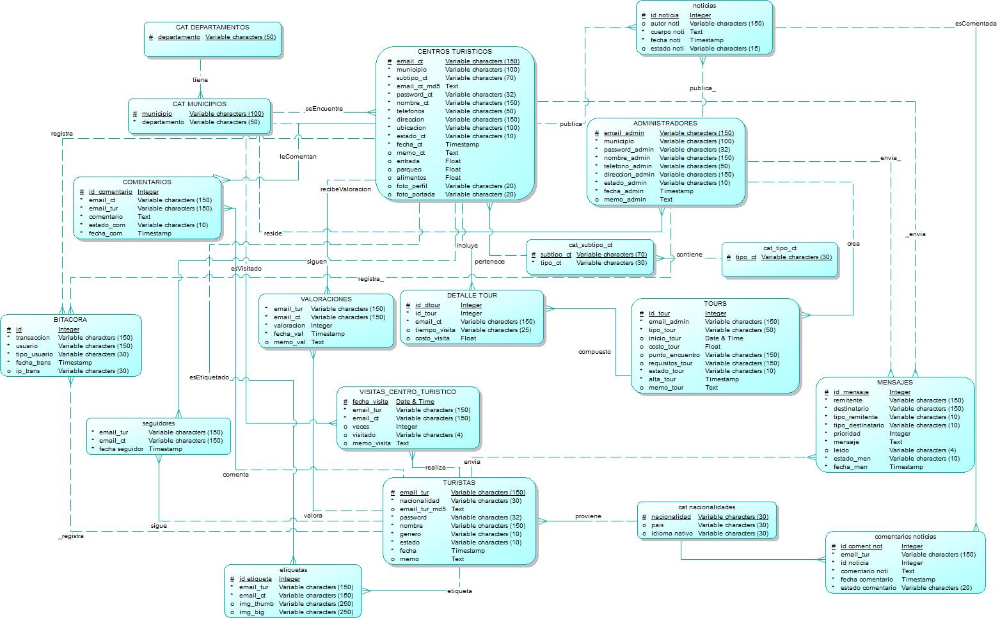 noticias
# id noticia Integer
o autor noti Variable characters (150)
* cuerpo noti Text
* fecha noti Timestamp
o estado noti Variable characters (15)
esComentada
CAT DEPARTAMENTOS
# departamento Variable characters (50)
tiene
CAT MUNICIPIOS
# municipio Variable characters (100)
* departamento Variable characters (50)
seEncuentra
CENTROS TURISTICOS
# email_ct Variable characters (150)
* municipio Variable characters (100)
* subtipo_ct Variable characters (70)
* email_ct_md5 Text
* password_ct Variable characters (32)
* nombre_ct Variable characters (150)
* telefonos Variable characters (50)
* direccion Variable characters (150)
* ubicacion Variable characters (100)
* estado_ct Variable characters (10)
* fecha_ct Timestamp
o memo_ct Text
o entrada Float
o parqueo Float
o alimentos Float
o foto_perfil Variable characters (20)
o foto_portada Variable characters (20)
publica_
publica
ADMINISTRADORES
# email_admin Variable characters (150)
* municipio Variable characters (100)
* password_admin Variable characters (32)
* nombre_admin Variable characters (150)
* telefono_admin Variable characters (50)
* direccion_admin Variable characters (150)
* estado_admin Variable characters (10)
* fecha_admin Timestamp
o memo_admin Text
envia_
registra
leComentan
COMENTARIOS
# id_comentario Integer
* email_ct Variable characters (150)
* email_tur Variable characters (150)
* comentario Text
* estado_com Variable characters (10)
* fecha_com Timestamp
recibeValoracion
reside
_envia
crea
incluye
siguen
pertenece
esVisitado
registra_
cat_subtipo_ct
# subtipo_ct Variable characters (70)
* tipo_ct Variable characters (30)
contiene
cat_tipo_ct
# tipo_ct Variable characters (30)
BITACORA
# id Integer
* transaccion Variable characters (150)
* usuario Variable characters (150)
* tipo_usuario Variable characters (30)
* fecha_trans Timestamp
o ip_trans Variable characters (30)
VALORACIONES
* email_tur Variable characters (150)
* email_ct Variable characters (150)
* valoracion Integer
* fecha_val Timestamp
o memo_val Text
DETALLE TOUR
# id_dtour Integer
* id_tour Integer
* email_ct Variable characters (150)
o tiempo_visita Variable characters (25)
o costo_visita Float
compuesto
TOURS
# id_tour Integer
* email_admin Variable characters (150)
* tipo_tour Variable characters (50)
o inicio_tour Date & Time
o costo_tour Float
o punto_encuentro Variable characters (150)
o requisitos_tour Variable characters (150)
* estado_tour Variable characters (10)
* alta_tour Timestamp
o memo_tour Text
esEtiquetado
VISITAS_CENTRO_TURISTICO
# fecha_visita Date & Time
* email_tur Variable characters (150)
* email_ct Variable characters (150)
o veces Integer
o visitado Variable characters (4)
o memo_visita Text
MENSAJES
# id_mensaje Integer
* remitente Variable characters (150)
* destinatario Variable characters (150)
* tipo_remitente Variable characters (10)
* tipo_destinatario Variable characters (10)
* prioridad Integer
* mensaje Text
o leido Variable characters (4)
* estado_men Variable characters (10)
* fecha_men Timestamp
seguidores
* email_tur Variable characters (150)
* email_ct Variable characters (150)
* fecha seguidor Timestamp
comenta
realiza
envia
TURISTAS
# email_tur Variable characters (150)
* nacionalidad Variable characters (30)
o email_tur_md5 Text
* password Variable characters (32)
* nombre Variable characters (150)
* genero Variable characters (10)
* estado Variable characters (10)
* fecha Timestamp
o memo Text
valora
sigue
_registra
proviene
cat nacionalidades
# nacionalidad Variable characters (30)
o pais Variable characters (30)
o idioma nativo Variable characters (30)
comentarios noticias
# id coment not Integer
* email_tur Variable characters (150)
* id noticia Integer
* comentario noti Text
* fecha comentario Timestamp
* estado comentario Variable characters (20)
etiquetas
# id etiqueta Integer
* email_tur Variable characters (150)
* email_ct Variable characters (150)
o img_thumb Variable characters (250)
o img_big Variable characters (250)
etiqueta